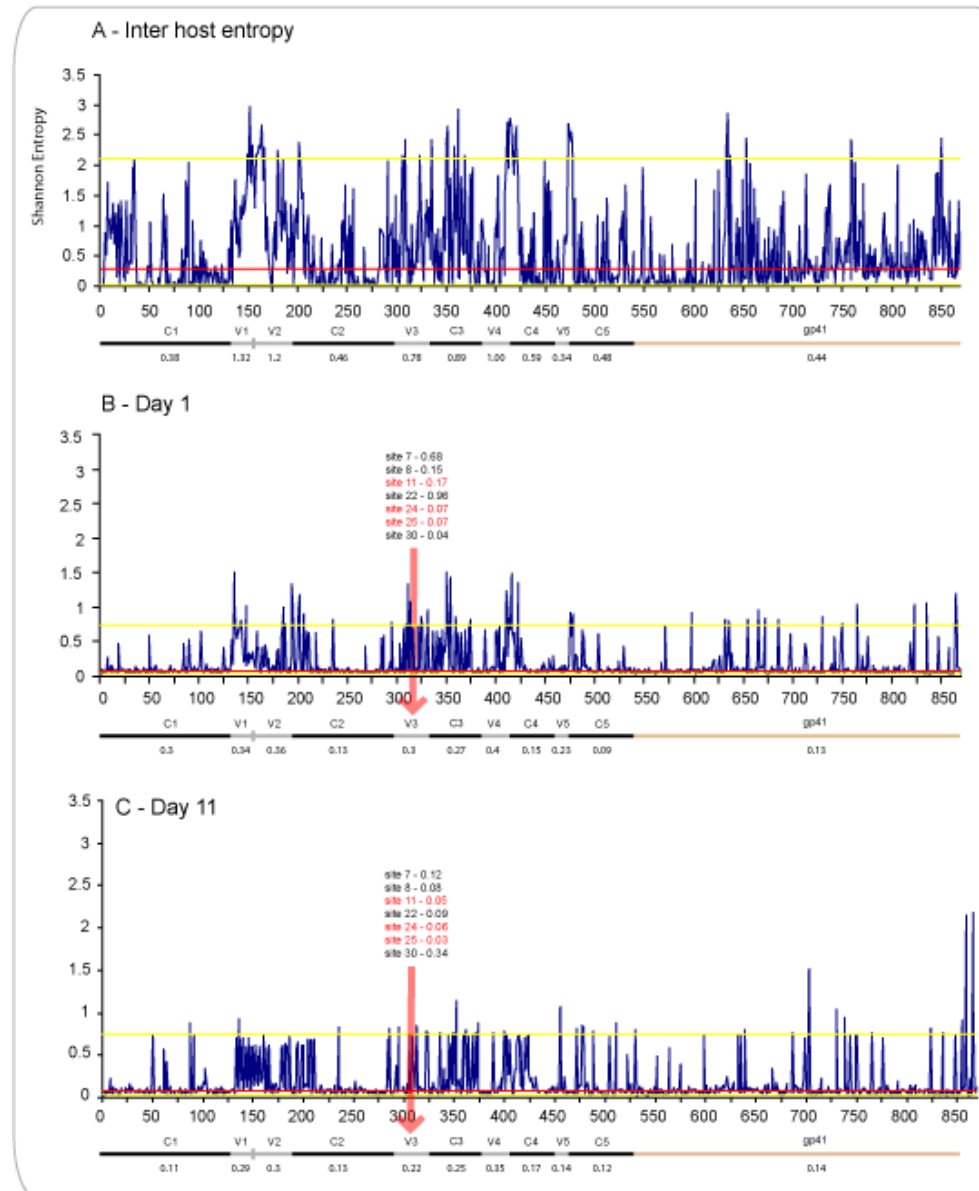 A - Inter host entropy
Shannon Entropy
3.5
3
2.5
2
1.5
1
0.5
0
0 50 100 150 200 250 300 350 400 450 500 550 600 650 700 750 800 850
C1 V1 V2 C2 V3 C3 V4 C4 V5 C5 gp41
0.38 1.32 1.2 0.46 0.78 0.89 1.00 0.59 0.34 0.48 0.44
B - Day 1
3.5
3
2.5
2
1.5
1
0.5
0
site 7 - 0.68
site 8 - 0.15
site 11 - 0.17
site 22 - 0.96
site 24 - 0.07
site 25 - 0.07
site 30 - 0.04
0 50 100 150 200 250 300 350 400 450 500 550 600 650 700 750 800 850
C1 V1 V2 C2 V3 C3 V4 C4 V5 C5 gp41
0.3 0.34 0.36 0.13 0.3 0.27 0.4 0.15 0.23 0.09 0.13
C - Day 11
3.5
3
2.5
2
1.5
1
0.5
0
site 7 - 0.12
site 8 - 0.08
site 11 - 0.05
site 22 - 0.09
site 24 - 0.06
site 25 - 0.03
site 30 - 0.34
0 50 100 150 200 250 300 350 400 450 500 550 600 650 700 750 800 850
C1 V1 V2 C2 V3 C3 V4 C4 V5 C5 gp41
0.11 0.29 0.3 0.13 0.22 0.25 0.35 0.17 0.14 0.12 0.14